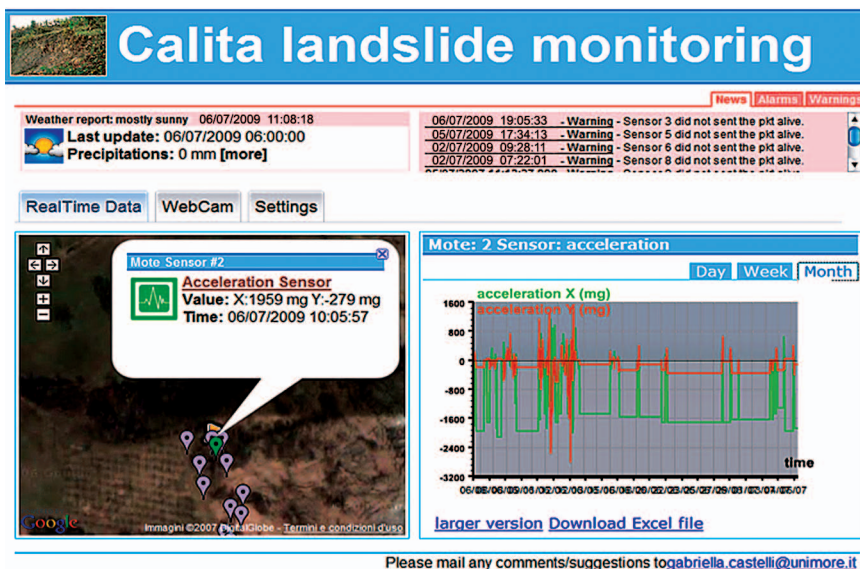 Calita landslide monitoring
News Alarms Warnings
Weather report: mostly sunny 06/07/2009 11:08:18
Last update: 06/07/2009 06:00:00
Precipitations: 0 mm [more]
06/07/2009 19:05:33 - Warning - Sensor 3 did not sent the pkt alive.
05/07/2009 17:34:13 - Warning - Sensor 5 did not sent the pkt alive.
02/07/2009 09:28:11 - Warning - Sensor 6 did not sent the pkt alive.
02/07/2009 07:22:01 - Warning - Sensor 8 did not sent the pkt alive.
RealTime Data WebCam Settings
Mote Sensor #2
Acceleration Sensor
Value: X:1959 mg Y:-279 mg
Time: 06/07/2009 10:05:57
Google
Immagini ©2007 DigitalGlobe - Termini e condizioni d'uso
Mote: 2 Sensor: acceleration
Day Week Month
acceleration X (mg)
acceleration Y (mg)
1600
800
0
-800
-1600
-2400
-3200
time
larger version Download Excel file
Please mail any comments/suggestions togabriella.castelli@unimore.it